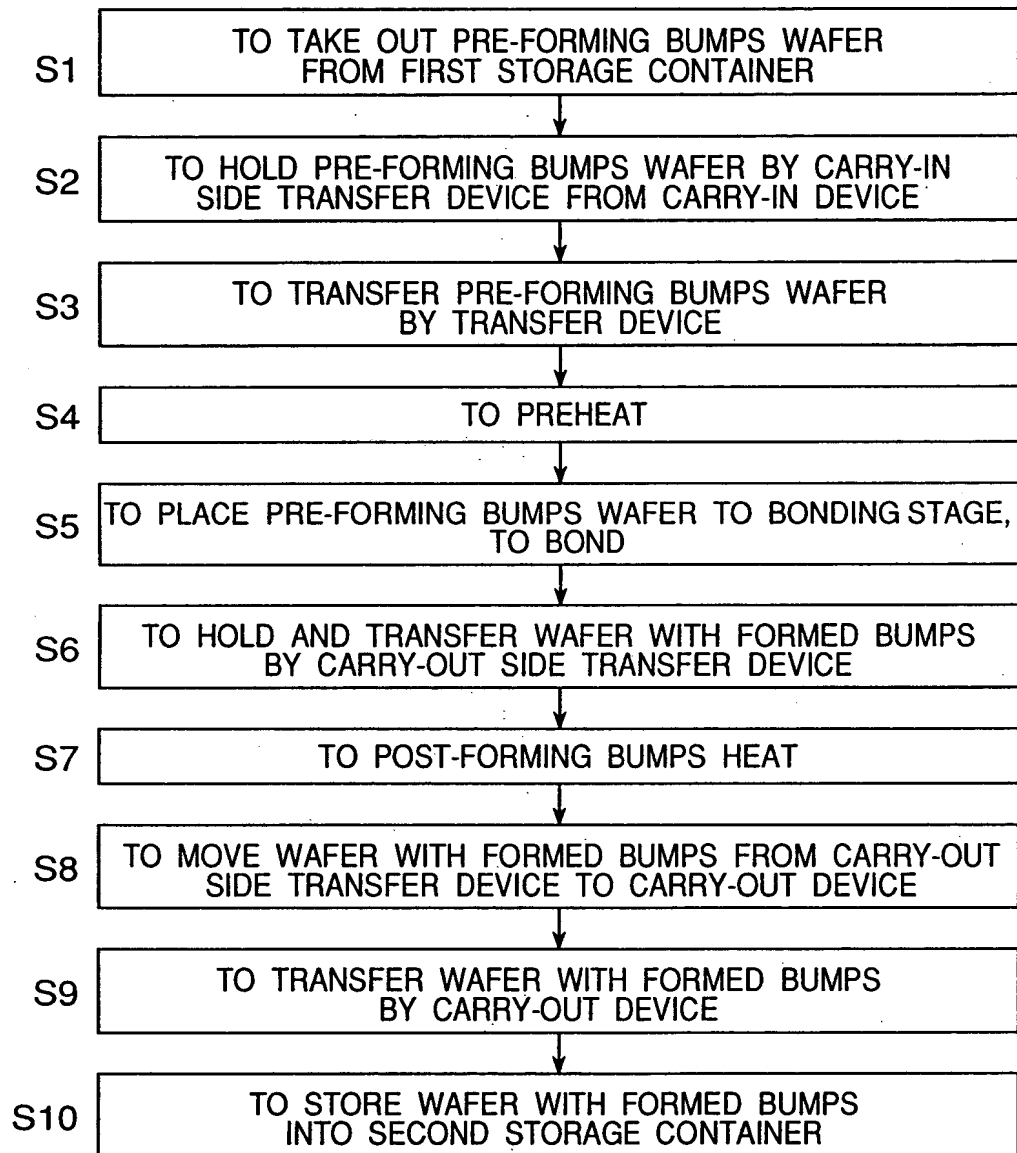 S1
TO TAKE OUT PRE-FORMING BUMPS WAFER
FROM FIRST STORAGE CONTAINER
S2
TO HOLD PRE-FORMING BUMPS WAFER BY CARRY-IN
SIDE TRANSFER DEVICE FROM CARRY-IN DEVICE
S3
TO TRANSFER PRE-FORMING BUMPS WAFER
BY TRANSFER DEVICE
S4
TO PREHEAT
S5
TO PLACE PRE-FORMING BUMPS WAFER TO BONDING STAGE,
TO BOND
S6
TO HOLD AND TRANSFER WAFER WITH FORMED BUMPS
BY CARRY-OUT SIDE TRANSFER DEVICE
S7
TO POST-FORMING BUMPS HEAT
S8
TO MOVE WAFER WITH FORMED BUMPS FROM CARRY-OUT
SIDE TRANSFER DEVICE TO CARRY-OUT DEVICE
S9
TO TRANSFER WAFER WITH FORMED BUMPS
BY CARRY-OUT DEVICE
S10
TO STORE WAFER WITH FORMED BUMPS
INTO SECOND STORAGE CONTAINER